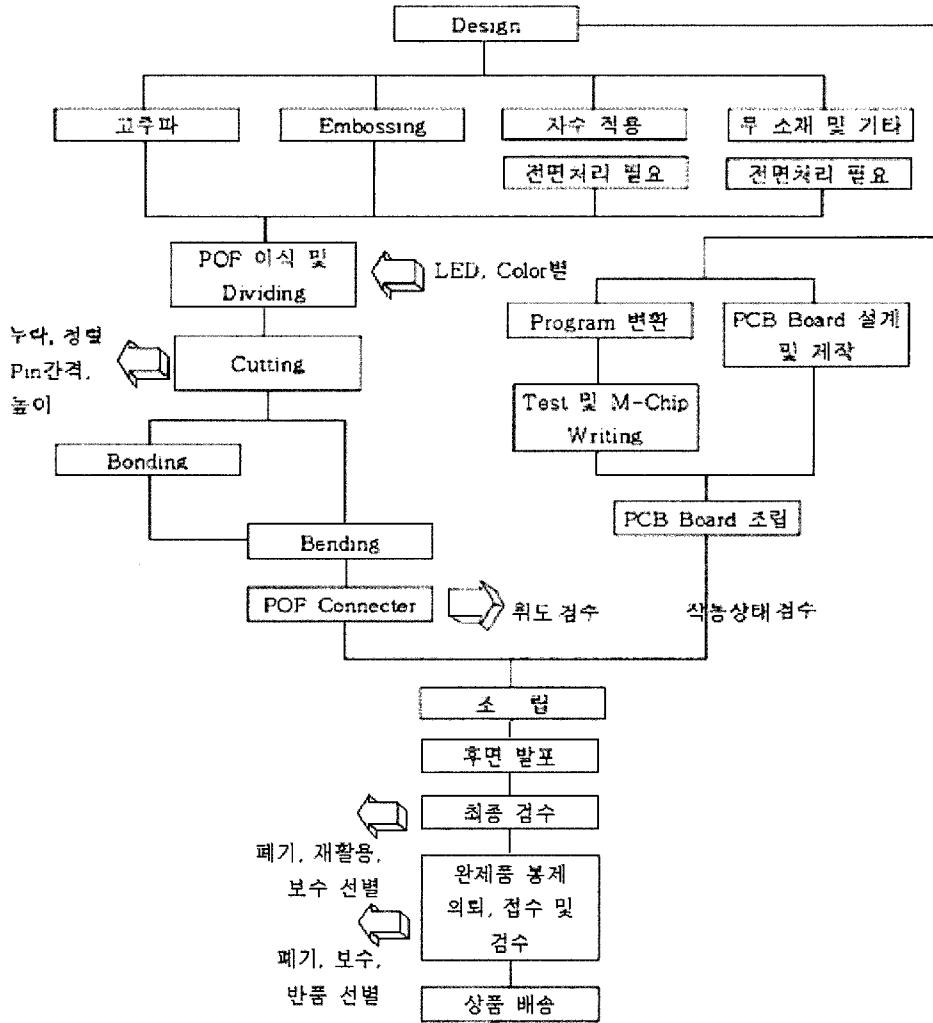 Design
고주파
Embossing
자수 적용
무 소재 및 기타
전면처리 필요
전면처리 필요
POF 이식 및
Dividing
LED, Color별
Program 변환
PCB Board 설계
및 제작
누락, 정렬
Pin간격,
높이
Cutting
Test 및 M-Chip
Writing
Bonding
PCB Board 조립
Bending
POF Connecter
휘도 검수
작동상태 검수
조 립
후면 발포
최종 검수
폐기, 재활용,
보수 선별
완제품 봉제
의뢰, 접수 및
검수
폐기, 보수,
반품 선별
상품 배송